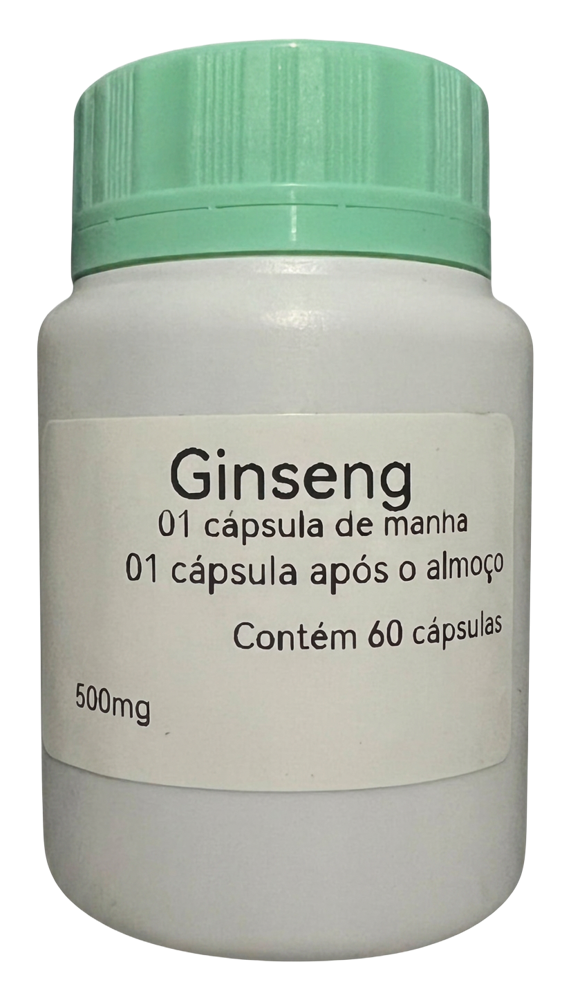 Ginseng
01 cápsula de manha
01 cápsula após o almoço
Contém 60 cápsulas
500mg